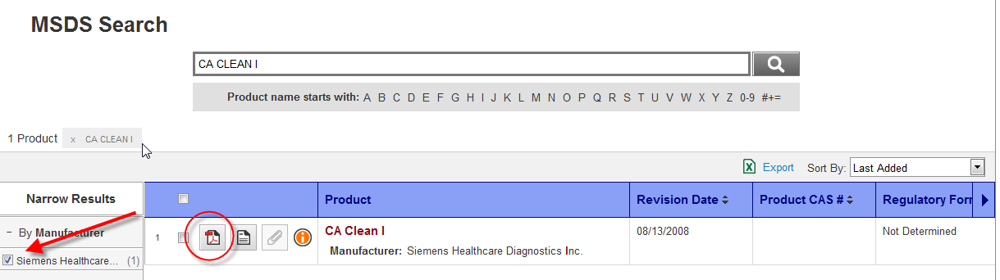 MSDS Search
CA CLEAN I
Product name starts with: A B C D E F G H I J K L M N O P Q R S T U V W X Y Z 0-9 #+=
1 Product x CA CLEAN I
Export Sort By: Last Added
Narrow Results
Product Revision Date Product CAS # Regulatory Forr
− By Manufacturer
1 CA Clean I 08/13/2008 Not Determined
Manufacturer: Siemens Healthcare Diagnostics Inc.
Siemens Healthcare... (1)